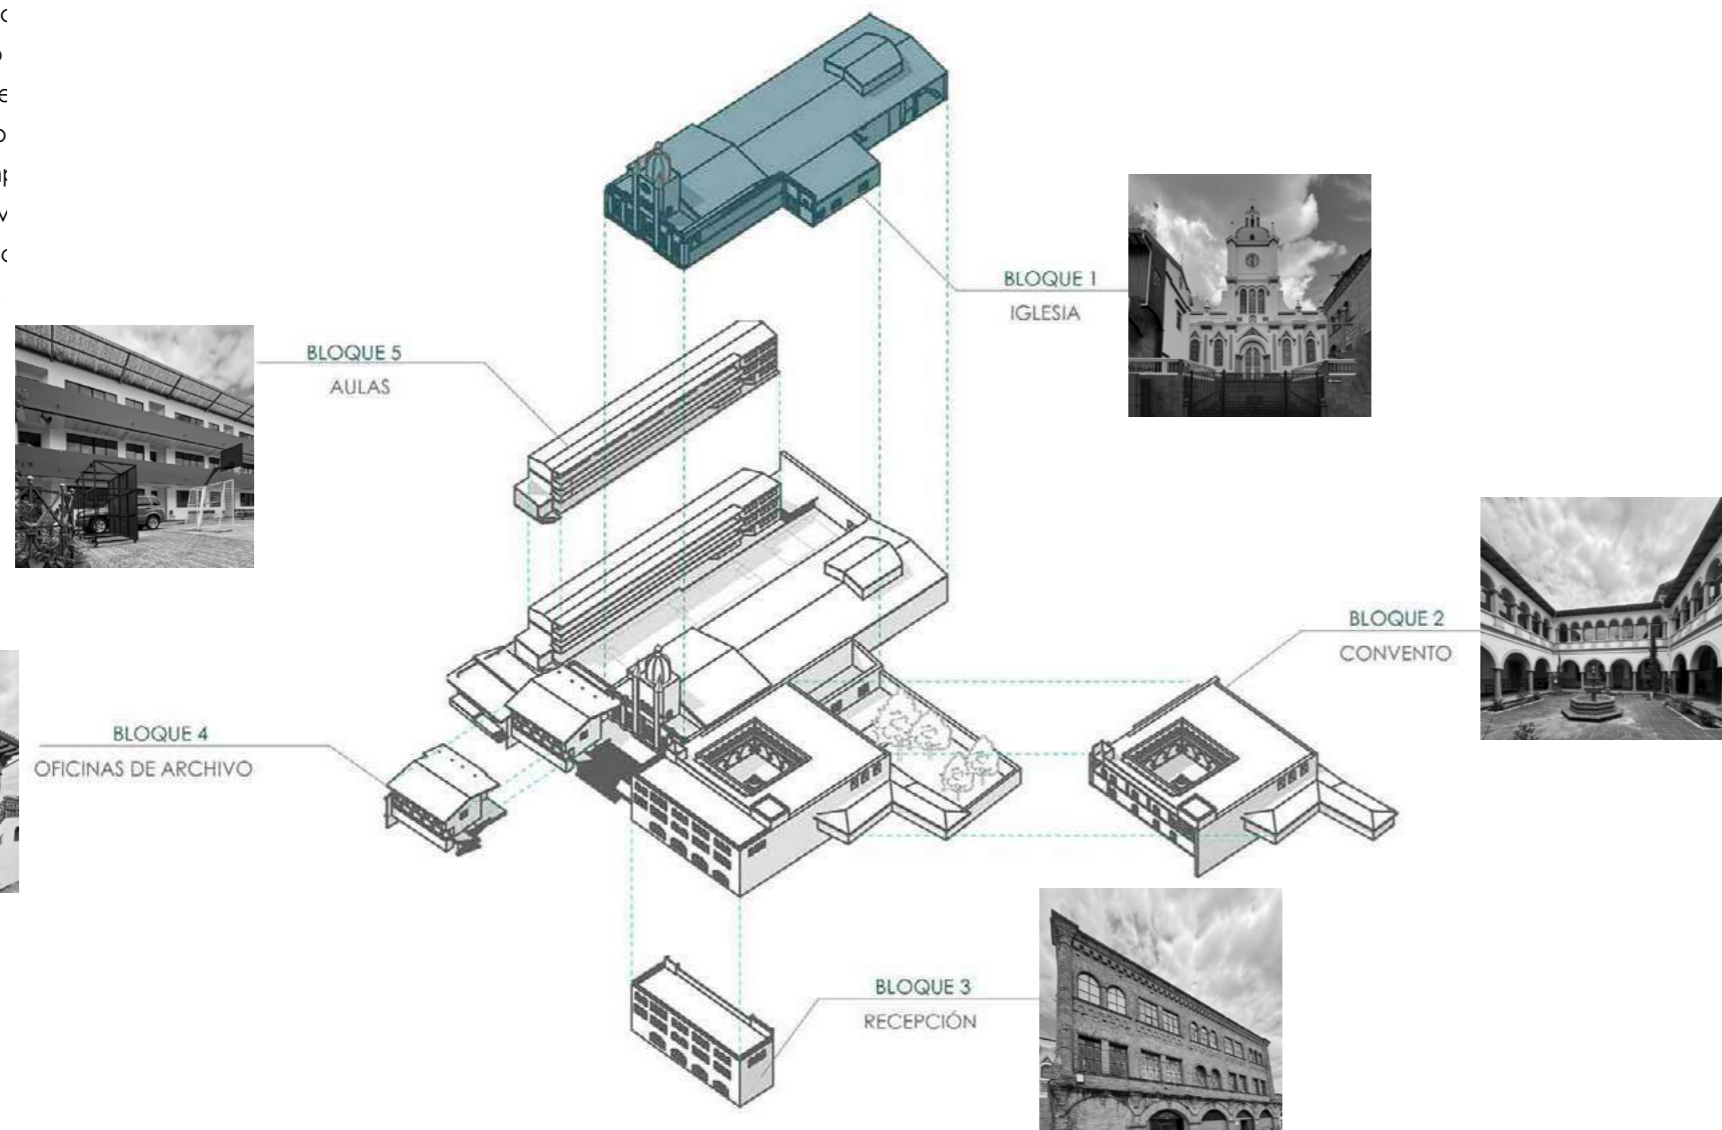 BLOQUE 1
IGLESIA
BLOQUE 5
AULAS
BLOQUE 2
CONVENTO
BLOQUE 4
OFICINAS DE ARCHIVO
BLOQUE 3
RECEPCIÓN